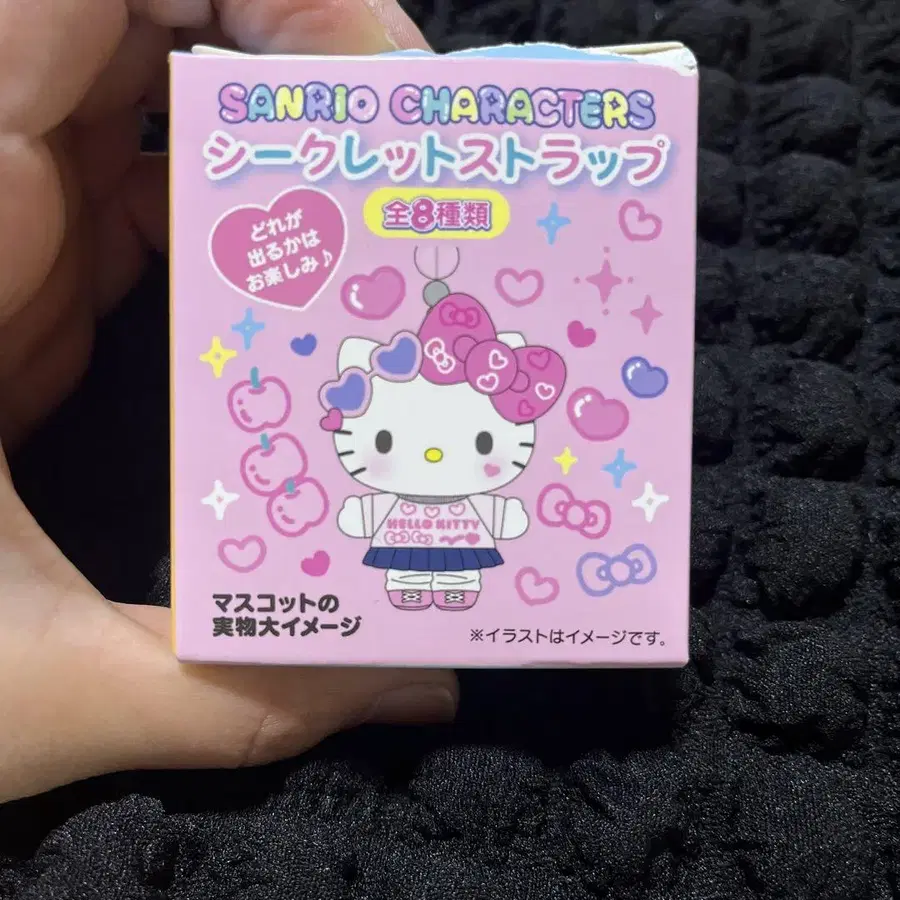 SANRIO CHARACTERS
シークレットストラップ
全8種類
どれが
出るかは
お楽しみ♪
HELLO KITTY
マスコットの
実物大イメージ
※イラストはイメージです。